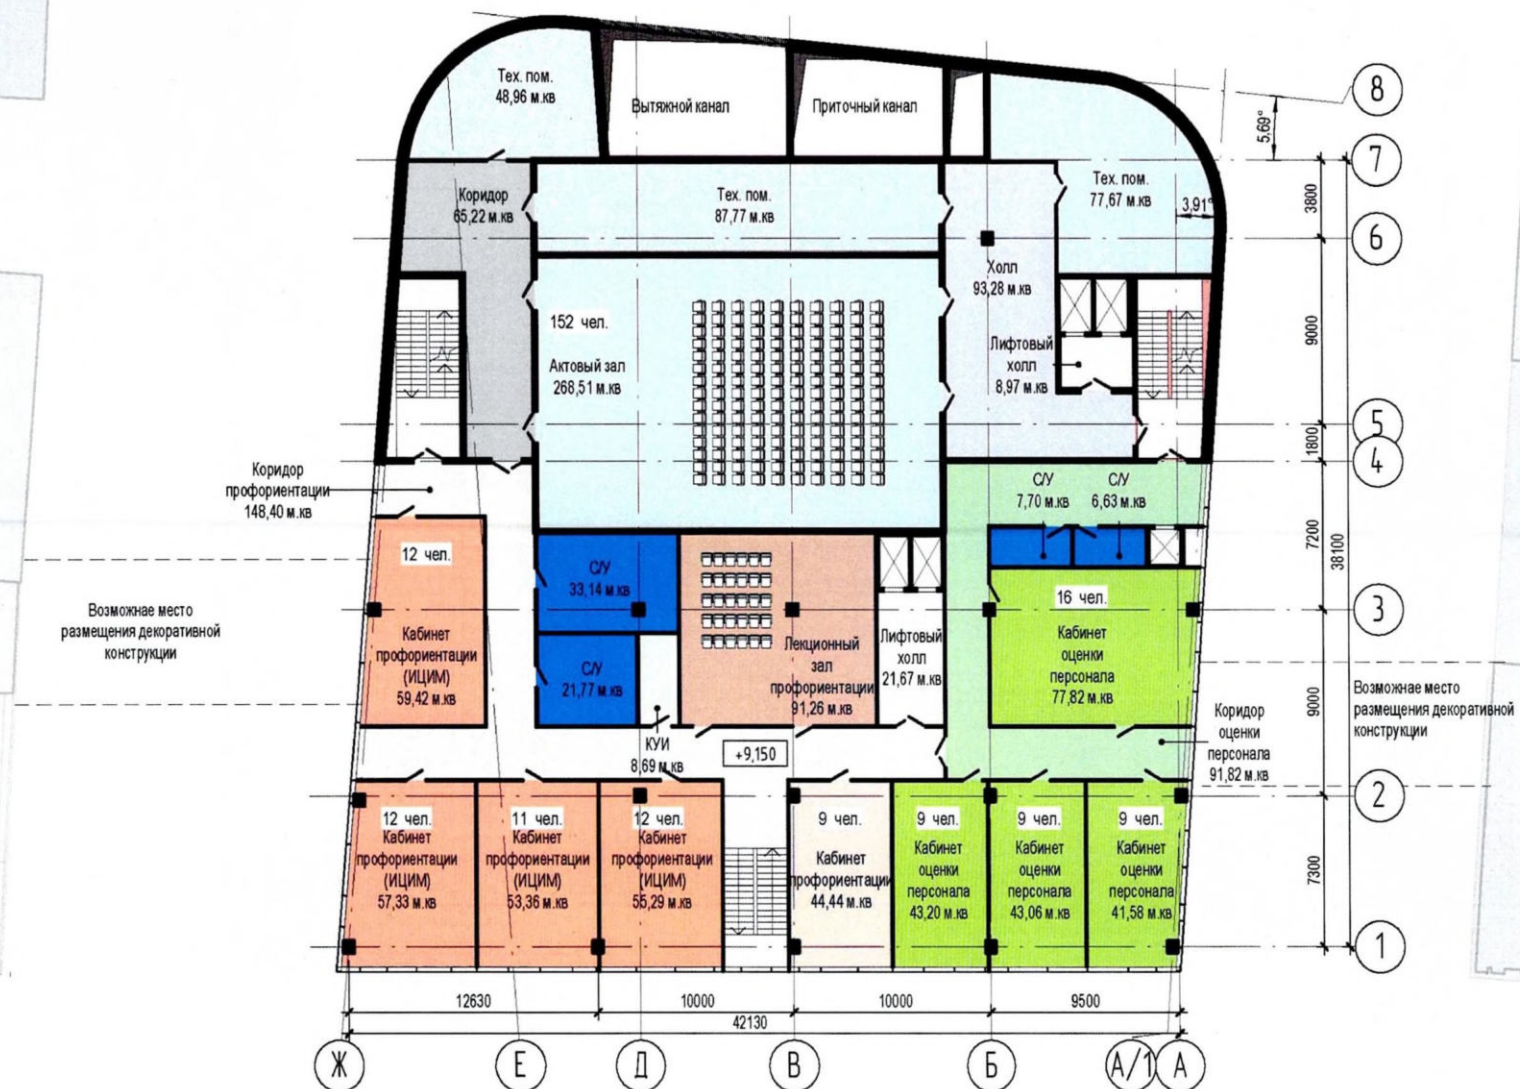 Тех. пом.
48,96 м.кв
Вытяжной канал
Приточный канал
8
5.69°
7
Коридор
65,22 м.кв
Тех. пом.
87,77 м.кв
Тех. пом.
77,67 м.кв
3,91°
3800
6
Холл
93,28 м.кв
152 чел.
Актовый зал
268,51 м.кв
Лифтовый
холл
8,97 м.кв
9000
5
1800
4
Коридор
профориентации
148,40 м.кв
С/У
7,70 м.кв
С/У
6,63 м.кв
7200
38100
12 чел.
Кабинет
профориентации
(ИЦИМ)
59,42 м.кв
С/У
33,14 м.кв
С/У
21,77 м.кв
Лекционный
зал
профориентации
91,26 м.кв
Лифтовый
холл
21,67 м.кв
16 чел.
Кабинет
оценки
персонала
77,82 м.кв
3
Возможнае место
размещения декоративной
конструкции
Возможнае место
размещения декоративной
конструкции
9000
Коридор
оценки
персонала
91,82 м.кв
КУИ
8,69 м.кв
+9,150
2
12 чел.
Кабинет
профориентации
(ИЦИМ)
57,33 м.кв
11 чел.
Кабинет
профориентации
(ИЦИМ)
53,36 м.кв
12 чел.
Кабинет
профориентации
(ИЦИМ)
55,29 м.кв
9 чел.
Кабинет
профориентации
44,44 м.кв
9 чел.
Кабинет
оценки
персонала
43,20 м.кв
9 чел.
Кабинет
оценки
персонала
43,06 м.кв
9 чел.
Кабинет
оценки
персонала
41,58 м.кв
7300
1
12630
10000
10000
9500
42130
Ж
Е
Д
В
Б
А/1
А